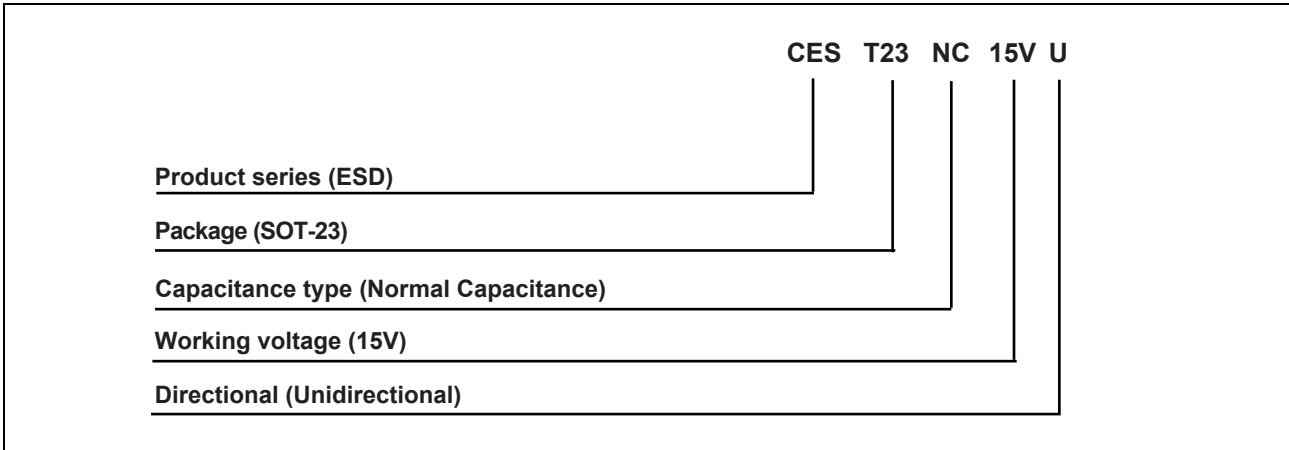 CES T23 NC 15V U
Product series (ESD)
Package (SOT-23)
Capacitance type (Normal Capacitance)
Working voltage (15V)
Directional (Unidirectional)